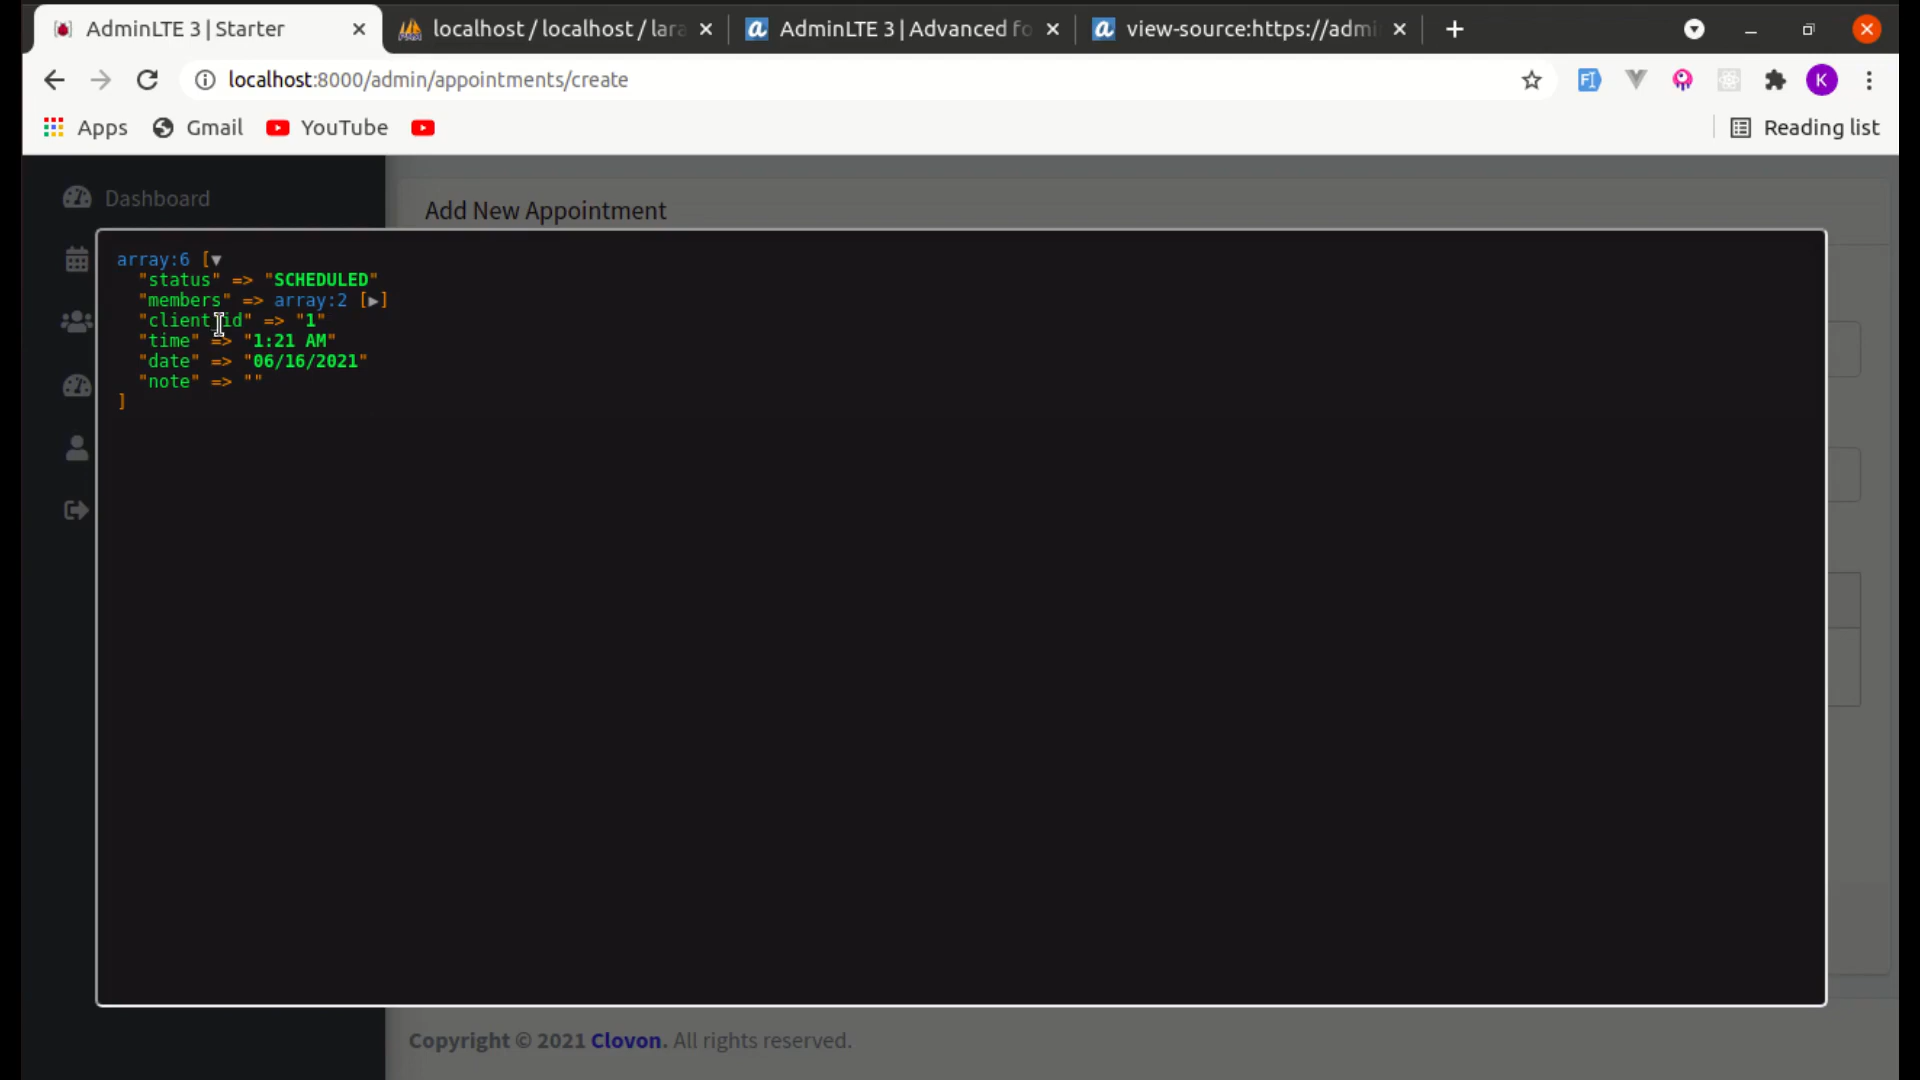 AdminLTE 3 | Starter
localhost / localhost / lara
AdminLTE 3 | Advanced fo
view-source:https://admi
localhost:8000/admin/appointments/create
K
Apps
Gmail
YouTube
Reading list
Dashboard
Add New Appointment
array:6 [▼
"status" => "SCHEDULED"
"members" => array:2 [▶]
"client_id" => "1"
"time" => "1:21 AM"
"date" => "06/16/2021"
"note" => ""
]
Copyright © 2021 Clovon. All rights reserved.